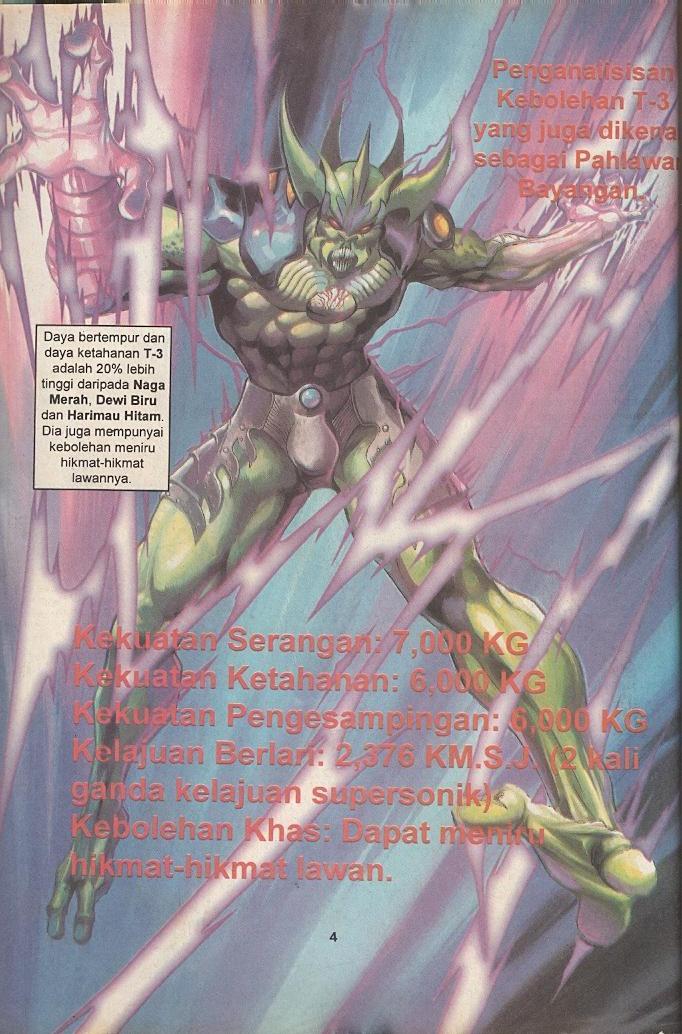 Penganalisisan
Kebolehan T-3
yang juga dikena
sebagai Pahlawa
Bayangan.
Daya bertempur dan
daya ketahanan T-3
adalah 20% lebih
tinggi daripada Naga
Merah, Dewi Biru
dan Harimau Hitam.
Dia juga mempunyai
kebolehan meniru
hikmat-hikmat
lawannya.
Kekuatan Serangan: 7,000 KG
Kekuatan Ketahanan: 6,000 KG
Kekuatan Pengesampingan: 6,000 KG
Kelajuan Berlari: 2,376 KM.S.J. (2 kali
ganda kelajuan supersonik)
Kebolehan Khas: Dapat meniru
hikmat-hikmat lawan.
4